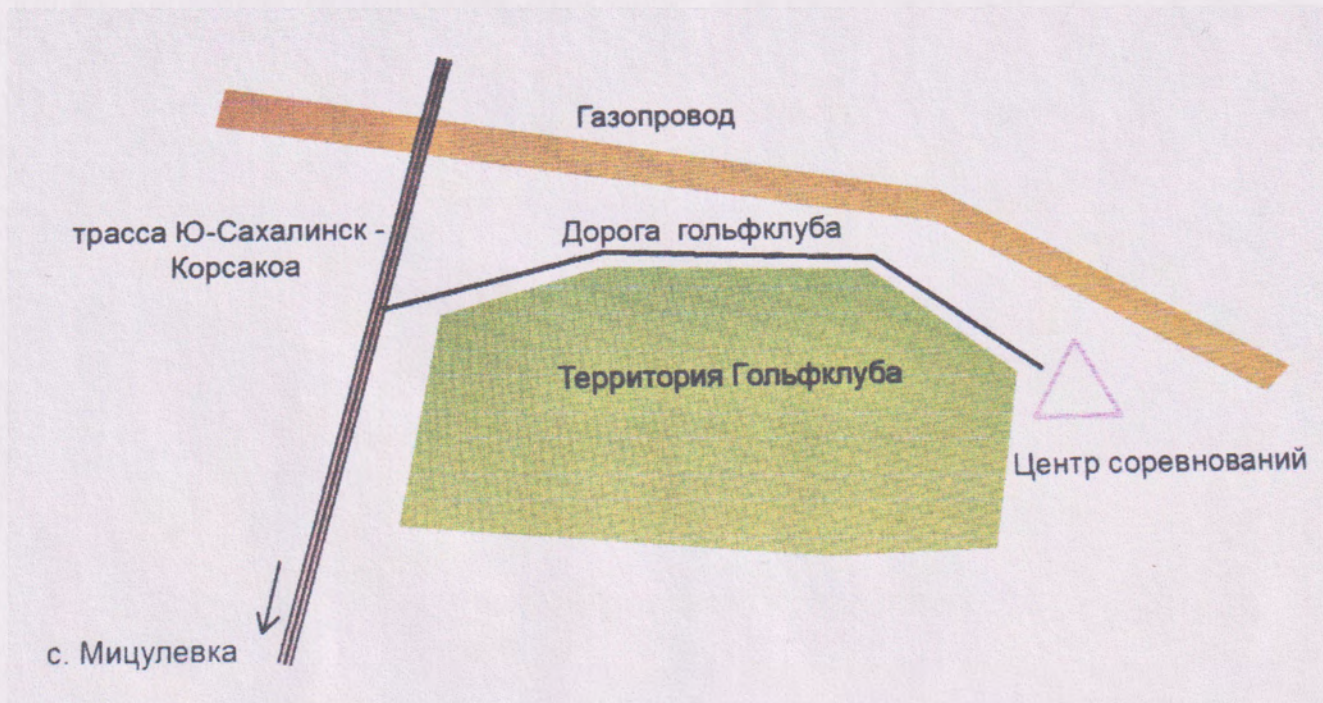 Газопровод
трасса Ю-Сахалинск -
Корсакоа
Дорога гольфклуба
Территория Гольфклуба
Центр соревнований
с. Мицулевка